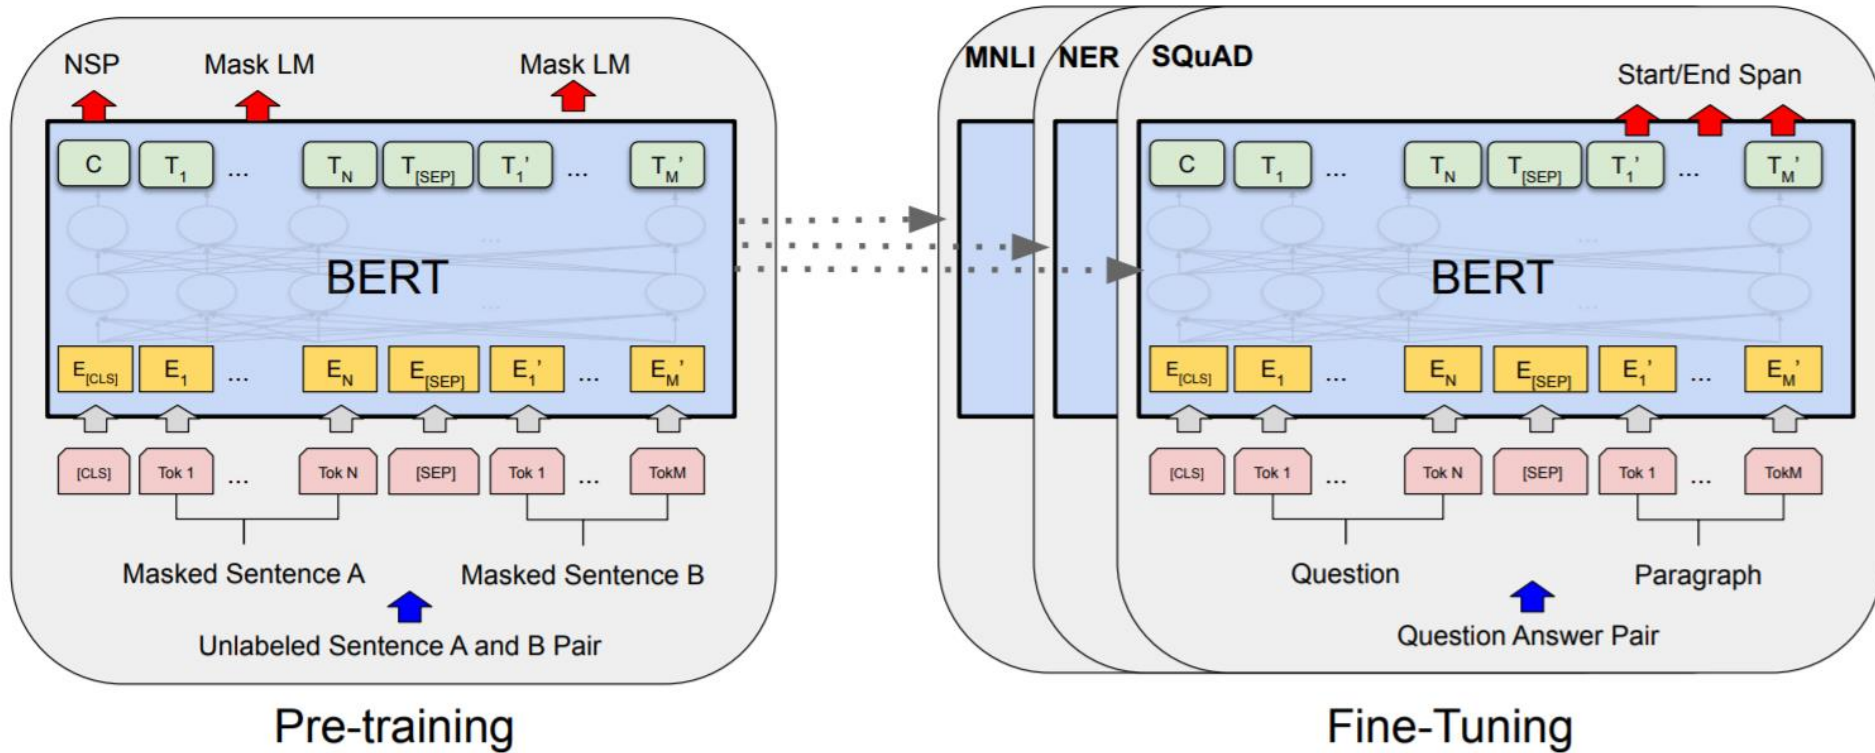 NSP Mask LM Mask LM
C T1 ... TN T[SEP] T1' ... TM'
...
BERT
...
E[CLS] E1 ... EN E[SEP] E1' ... EM'
[CLS] Tok 1 ... Tok N [SEP] Tok 1 ... TokM
Masked Sentence A Masked Sentence B
Unlabeled Sentence A and B Pair
Pre-training
MNLI NER SQuAD
Start/End Span
C T1 ... TN T[SEP] T1' ... TM'
...
BERT
...
E[CLS] E1 ... EN E[SEP] E1' ... EM'
[CLS] Tok 1 ... Tok N [SEP] Tok 1 ... TokM
Question Paragraph
Question Answer Pair
Fine-Tuning